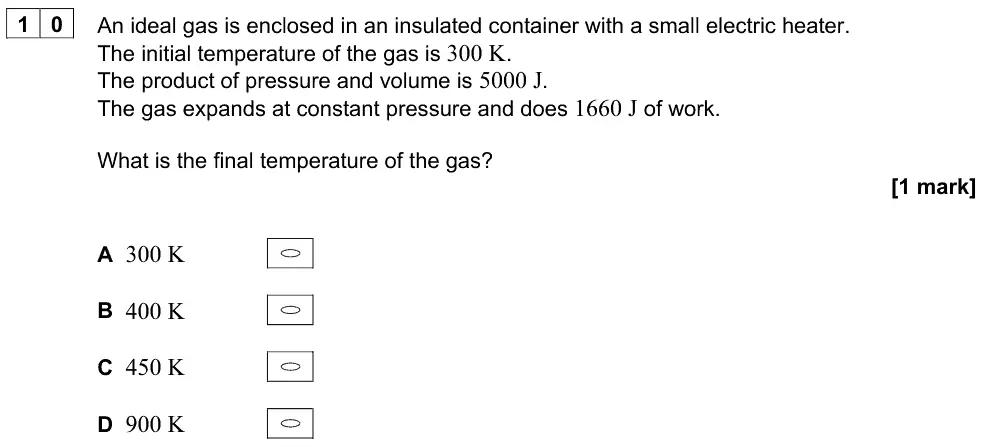 1 0 An ideal gas is enclosed in an insulated container with a small electric heater.
The initial temperature of the gas is 300 K.
The product of pressure and volume is 5000 J.
The gas expands at constant pressure and does 1660 J of work.
What is the final temperature of the gas?
[1 mark]
A 300 K
B 400 K
C 450 K
D 900 K